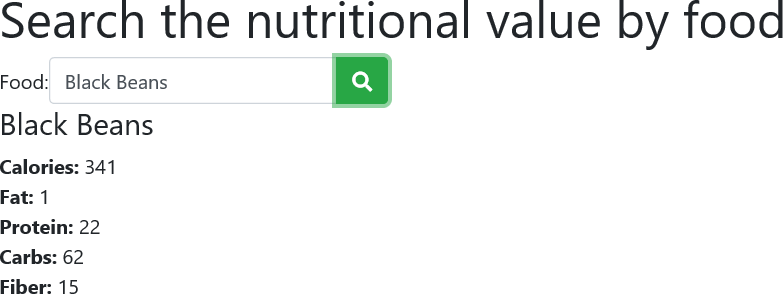 Search the nutritional value by food
Food: Black Beans
Black Beans
Calories: 341
Fat: 1
Protein: 22
Carbs: 62
Fiber: 15